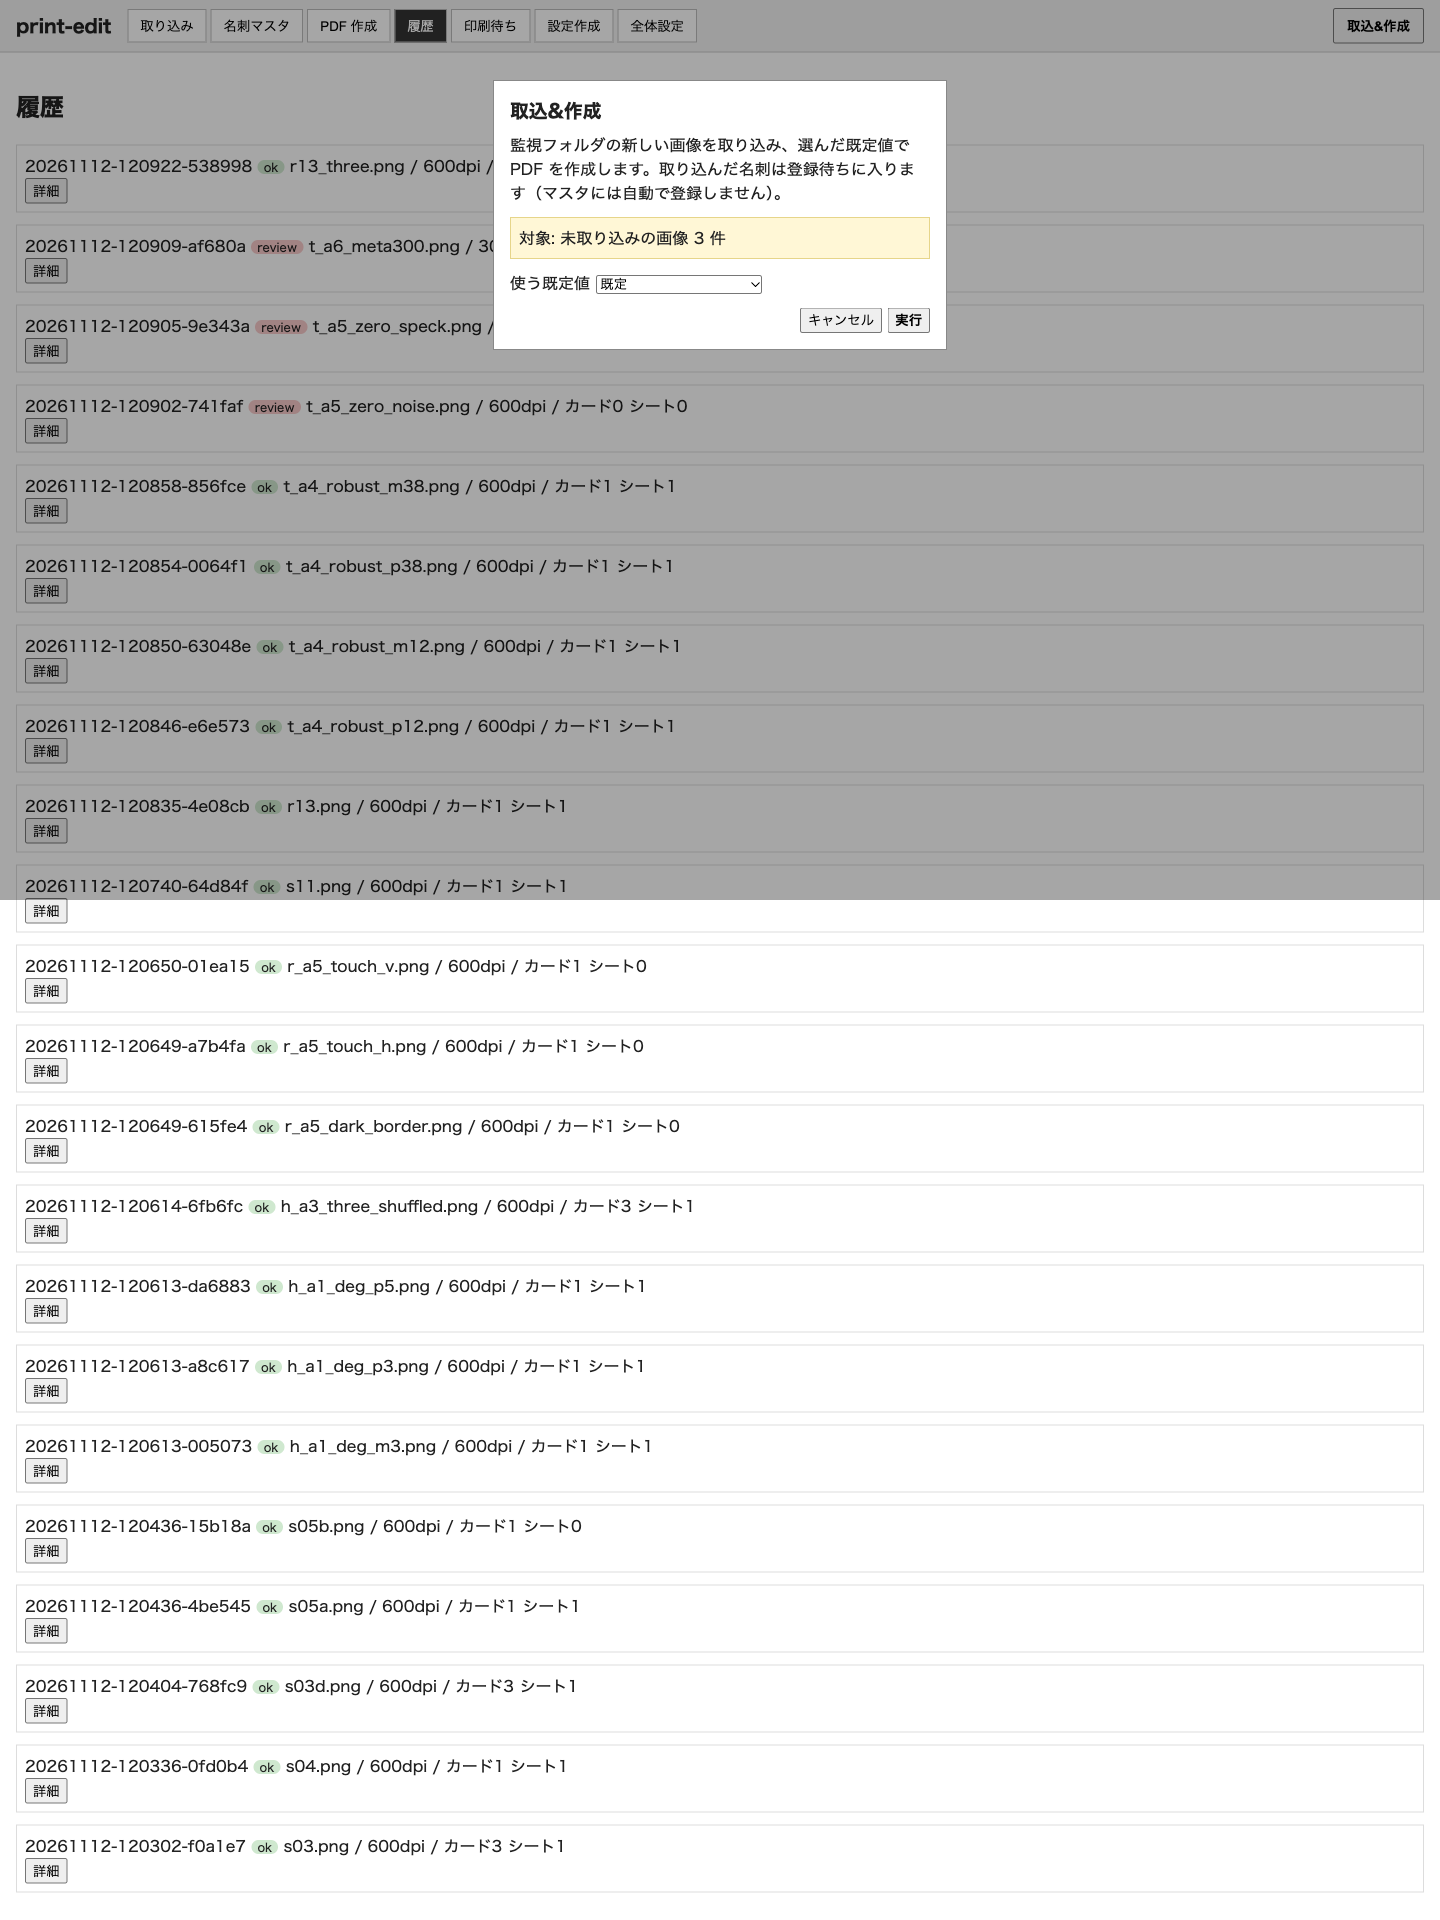 print-edit 取り込み 名刺マスタ PDF 作成 履歴 印刷待ち 設定作成 全体設定 取込&作成
履歴
取込&作成
監視フォルダの新しい画像を取り込み、選んだ既定値で
PDF を作成します。取り込んだ名刺は登録待ちに入りま
す（マスタには自動で登録しません）。
対象: 未取り込みの画像 3 件
使う既定値 既定
キャンセル 実行
20261112-120922-538998 ok r13_three.png / 600dpi /
詳細
20261112-120909-af680a review t_a6_meta300.png / 30
詳細
20261112-120905-9e343a review t_a5_zero_speck.png /
詳細
20261112-120902-741faf review t_a5_zero_noise.png / 600dpi / カード0 シート0
詳細
20261112-120858-856fce ok t_a4_robust_m38.png / 600dpi / カード1 シート1
詳細
20261112-120854-0064f1 ok t_a4_robust_p38.png / 600dpi / カード1 シート1
詳細
20261112-120850-63048e ok t_a4_robust_m12.png / 600dpi / カード1 シート1
詳細
20261112-120846-e6e573 ok t_a4_robust_p12.png / 600dpi / カード1 シート1
詳細
20261112-120835-4e08cb ok r13.png / 600dpi / カード1 シート1
詳細
20261112-120740-64d84f ok s11.png / 600dpi / カード1 シート1
詳細
20261112-120650-01ea15 ok r_a5_touch_v.png / 600dpi / カード1 シート0
詳細
20261112-120649-a7b4fa ok r_a5_touch_h.png / 600dpi / カード1 シート0
詳細
20261112-120649-615fe4 ok r_a5_dark_border.png / 600dpi / カード1 シート0
詳細
20261112-120614-6fb6fc ok h_a3_three_shuffled.png / 600dpi / カード3 シート1
詳細
20261112-120613-da6883 ok h_a1_deg_p5.png / 600dpi / カード1 シート1
詳細
20261112-120613-a8c617 ok h_a1_deg_p3.png / 600dpi / カード1 シート1
詳細
20261112-120613-005073 ok h_a1_deg_m3.png / 600dpi / カード1 シート1
詳細
20261112-120436-15b18a ok s05b.png / 600dpi / カード1 シート0
詳細
20261112-120436-4be545 ok s05a.png / 600dpi / カード1 シート1
詳細
20261112-120404-768fc9 ok s03d.png / 600dpi / カード3 シート1
詳細
20261112-120336-0fd0b4 ok s04.png / 600dpi / カード1 シート1
詳細
20261112-120302-f0a1e7 ok s03.png / 600dpi / カード3 シート1
詳細